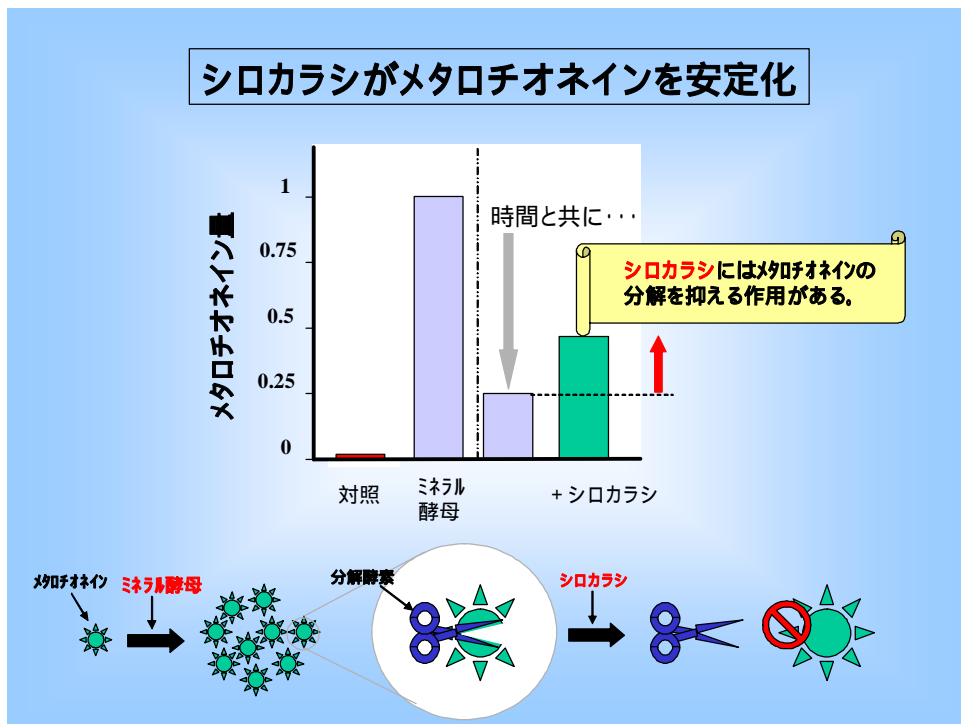 シロカラシがメタロチオネインを安定化
メタロチオネイン量
1
0.75
0.5
0.25
0
時間と共に･･･
シロカラシにはﾒﾀﾛﾁｵﾈｲﾝの
分解を抑える作用がある。
対照
ﾐﾈﾗﾙ
酵母
+ シロカラシ
ﾒﾀﾛﾁｵﾈｲﾝ
ﾐﾈﾗﾙ酵母
分解酵素
シロカラシ